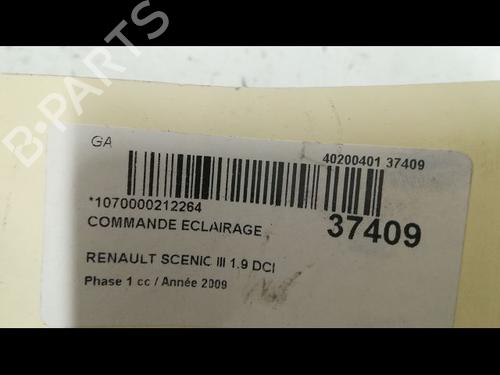 B-PARTS
GA
40200401 37409
*1070000212264
COMMANDE ECLAIRAGE
37409
RENAULT SCENIC III 1.9 DCI
Phase 1 cc / Année 2009